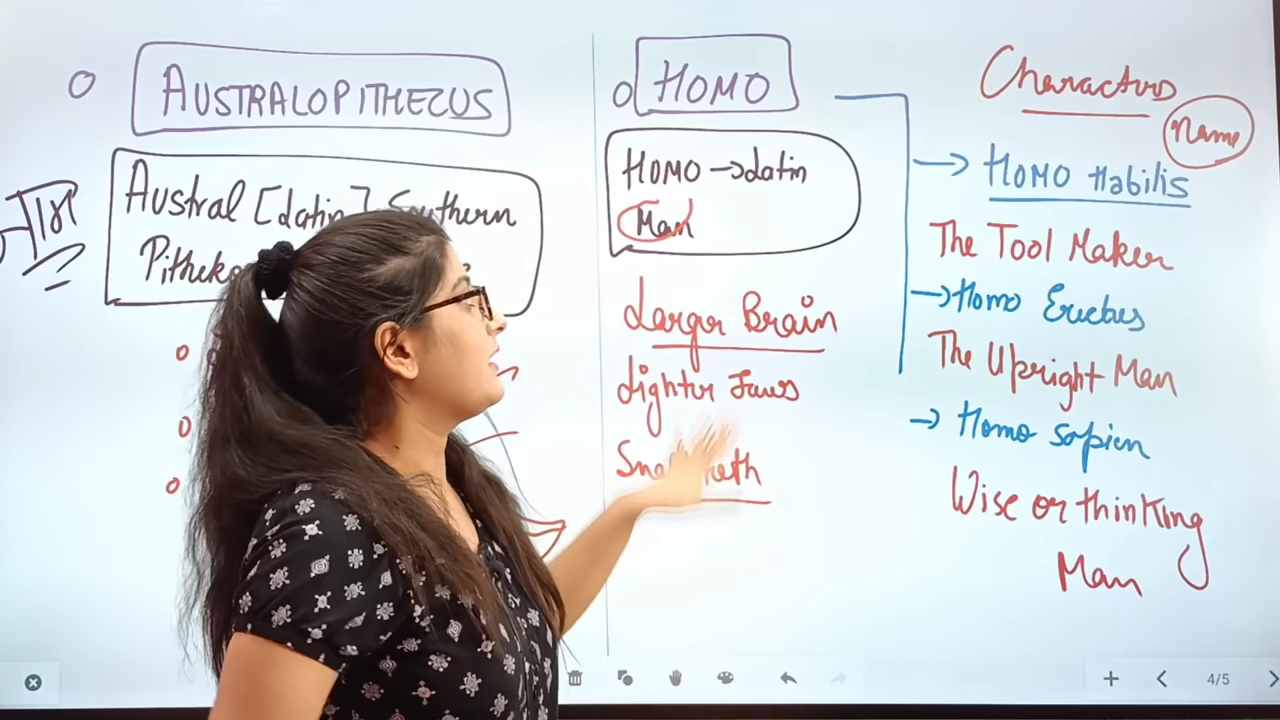 AUSTRALOPITHECUS
Austral [Latin] Southern
Pitheko
HOMO
HOMO → Latin
Man
Larger Brain
Lighter Jaws
Characters
Name
→ HOMO Habilis
The Tool Maker
→ Homo Erectus
The Upright Man
→ Homo sapien
Wise or thinking
Man
4/5